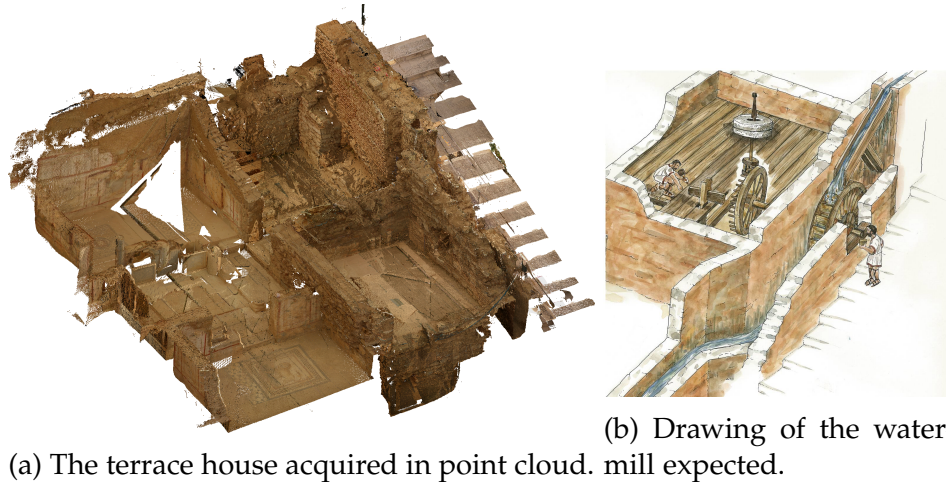 (a) The terrace house acquired in point cloud.
(b) Drawing of the water
mill expected.